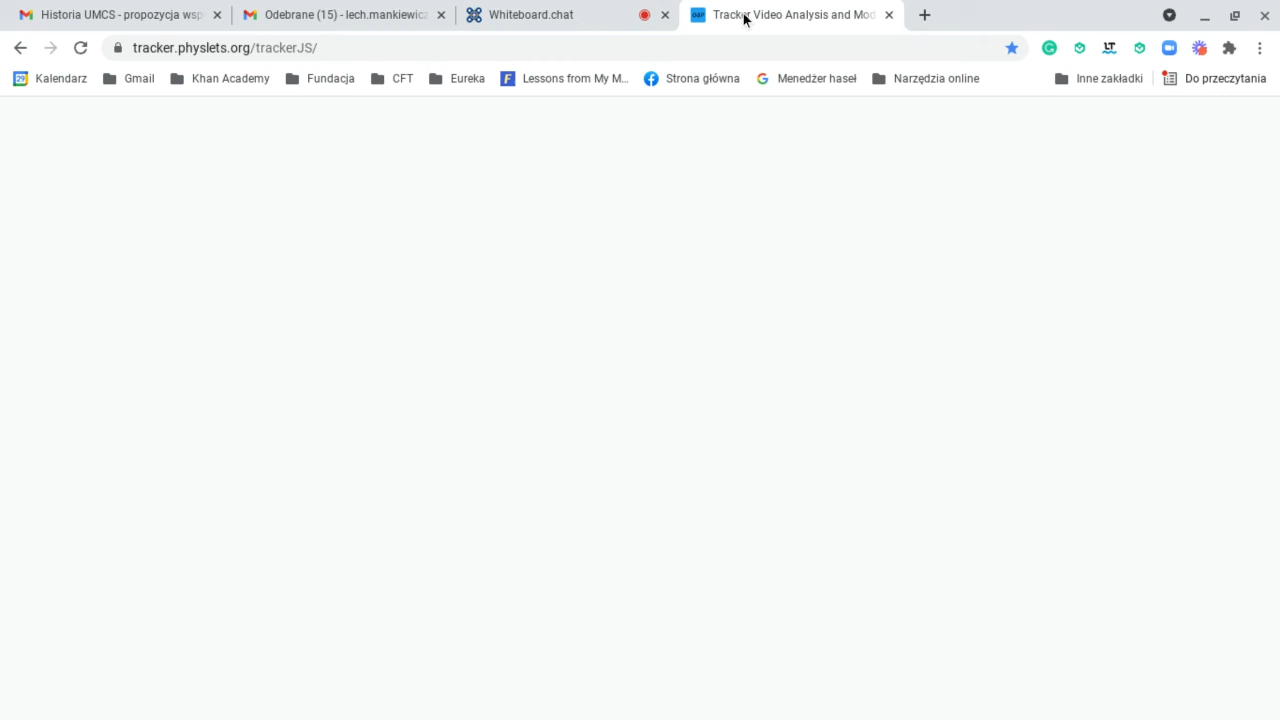 Historia UMCS - propozycja wsp
Odebrane (15) - lech.mankiewicz
Whiteboard.chat
Tracker Video Analysis and Mod
tracker.physlets.org/trackerJS/
Kalendarz
Gmail
Khan Academy
Fundacja
CFT
Eureka
Lessons from My M...
Strona główna
Menedżer haseł
Narzędzia online
Inne zakładki
Do przeczytania